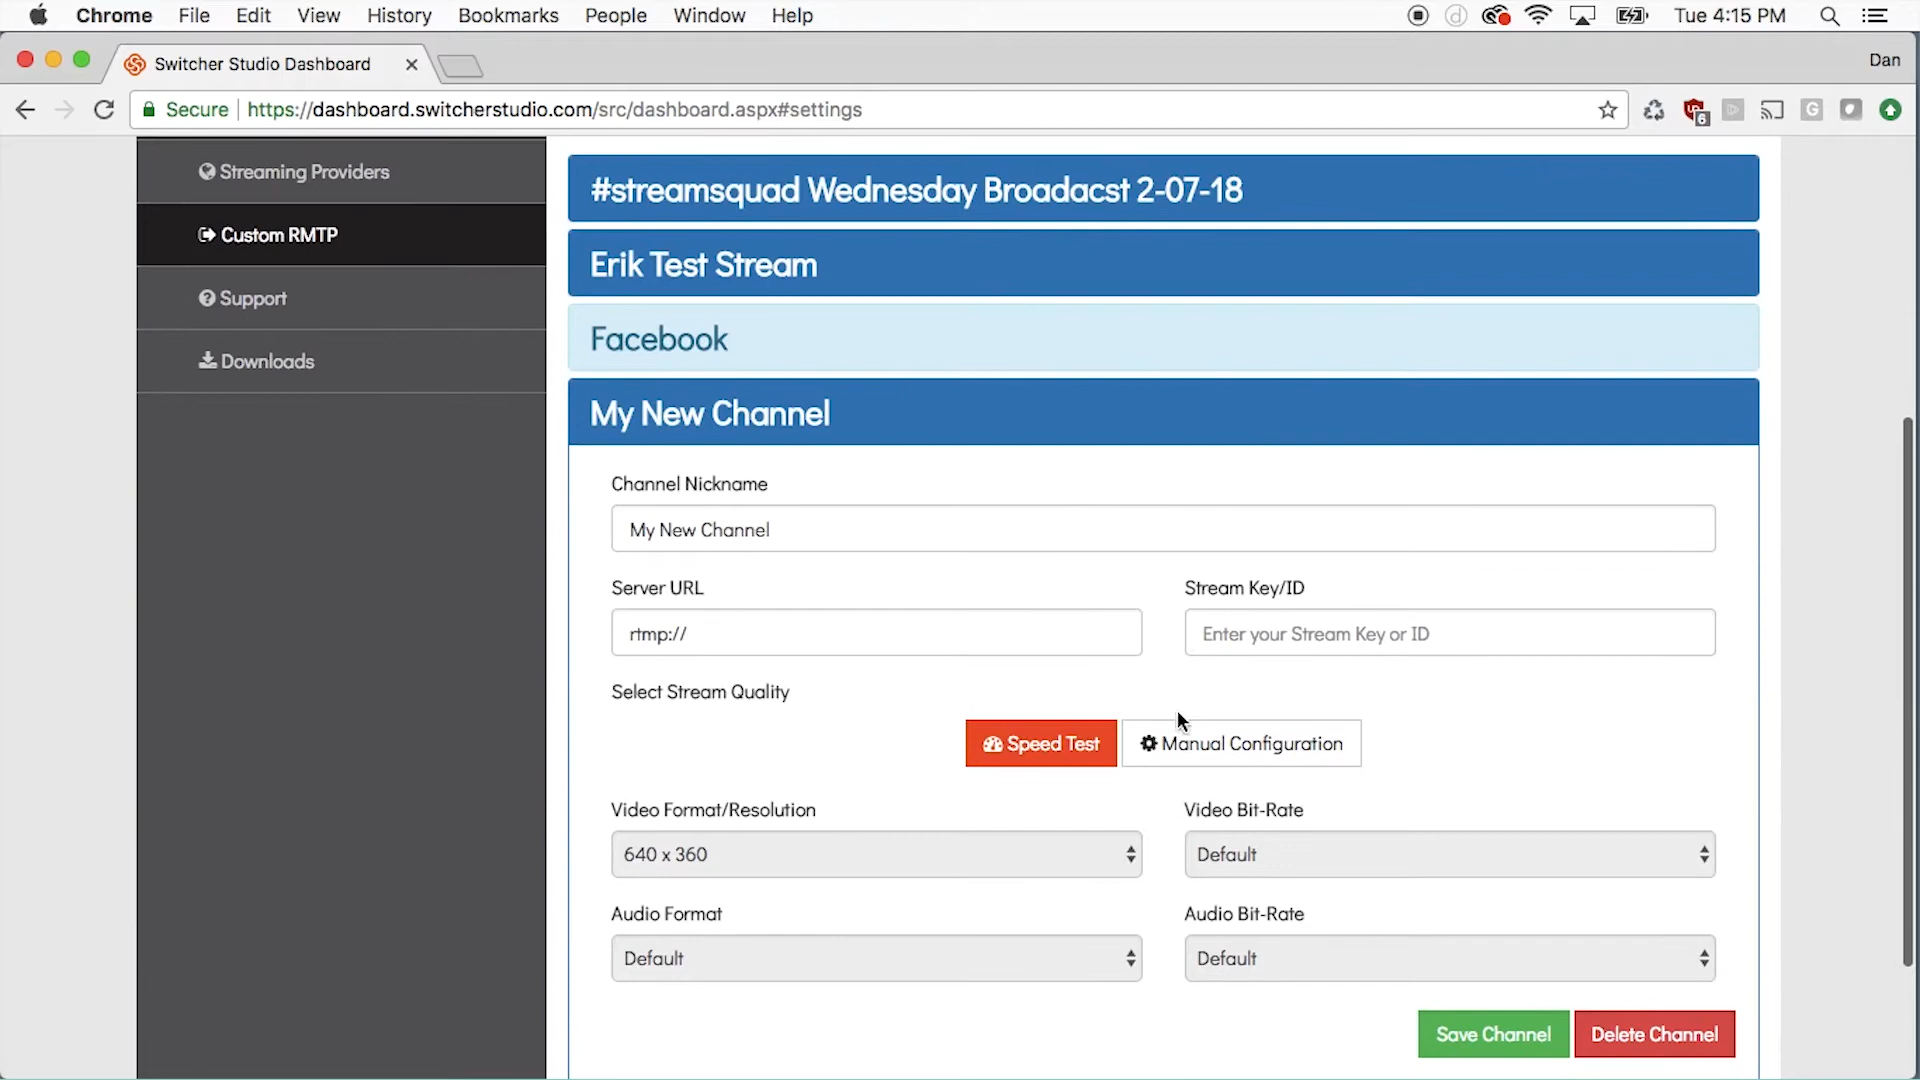 Chrome File Edit View History Bookmarks People Window Help Tue 4:15 PM
Switcher Studio Dashboard Dan
Secure https://dashboard.switcherstudio.com/src/dashboard.aspx#settings
6
Streaming Providers
Custom RMTP
Support
Downloads
#streamsquad Wednesday Broadacst 2-07-18
Erik Test Stream
Facebook
My New Channel
Channel Nickname
My New Channel
Server URL Stream Key/ID
rtmp:// Enter your Stream Key or ID
Select Stream Quality
Speed Test Manual Configuration
Video Format/Resolution Video Bit-Rate
640 x 360 Default
Audio Format Audio Bit-Rate
Default Default
Save Channel Delete Channel